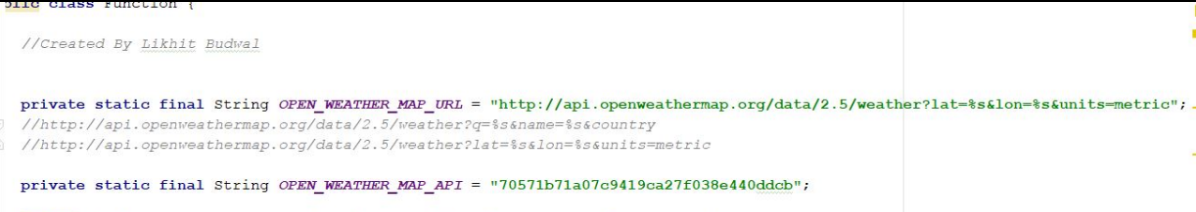 class Function {
//Created By Likhit Budwal
private static final String OPEN_WEATHER_MAP_URL = "http://api.openweathermap.org/data/2.5/weather?lat=%s&lon=%s&units=metric";
//http://api.openweathermap.org/data/2.5/weather?q=%s&name=%s&country
//http://api.openweathermap.org/data/2.5/weather?lat=%s&lon=%s&units=metric
private static final String OPEN_WEATHER_MAP_API = "70571b71a07c9419ca27f038e440ddcb";